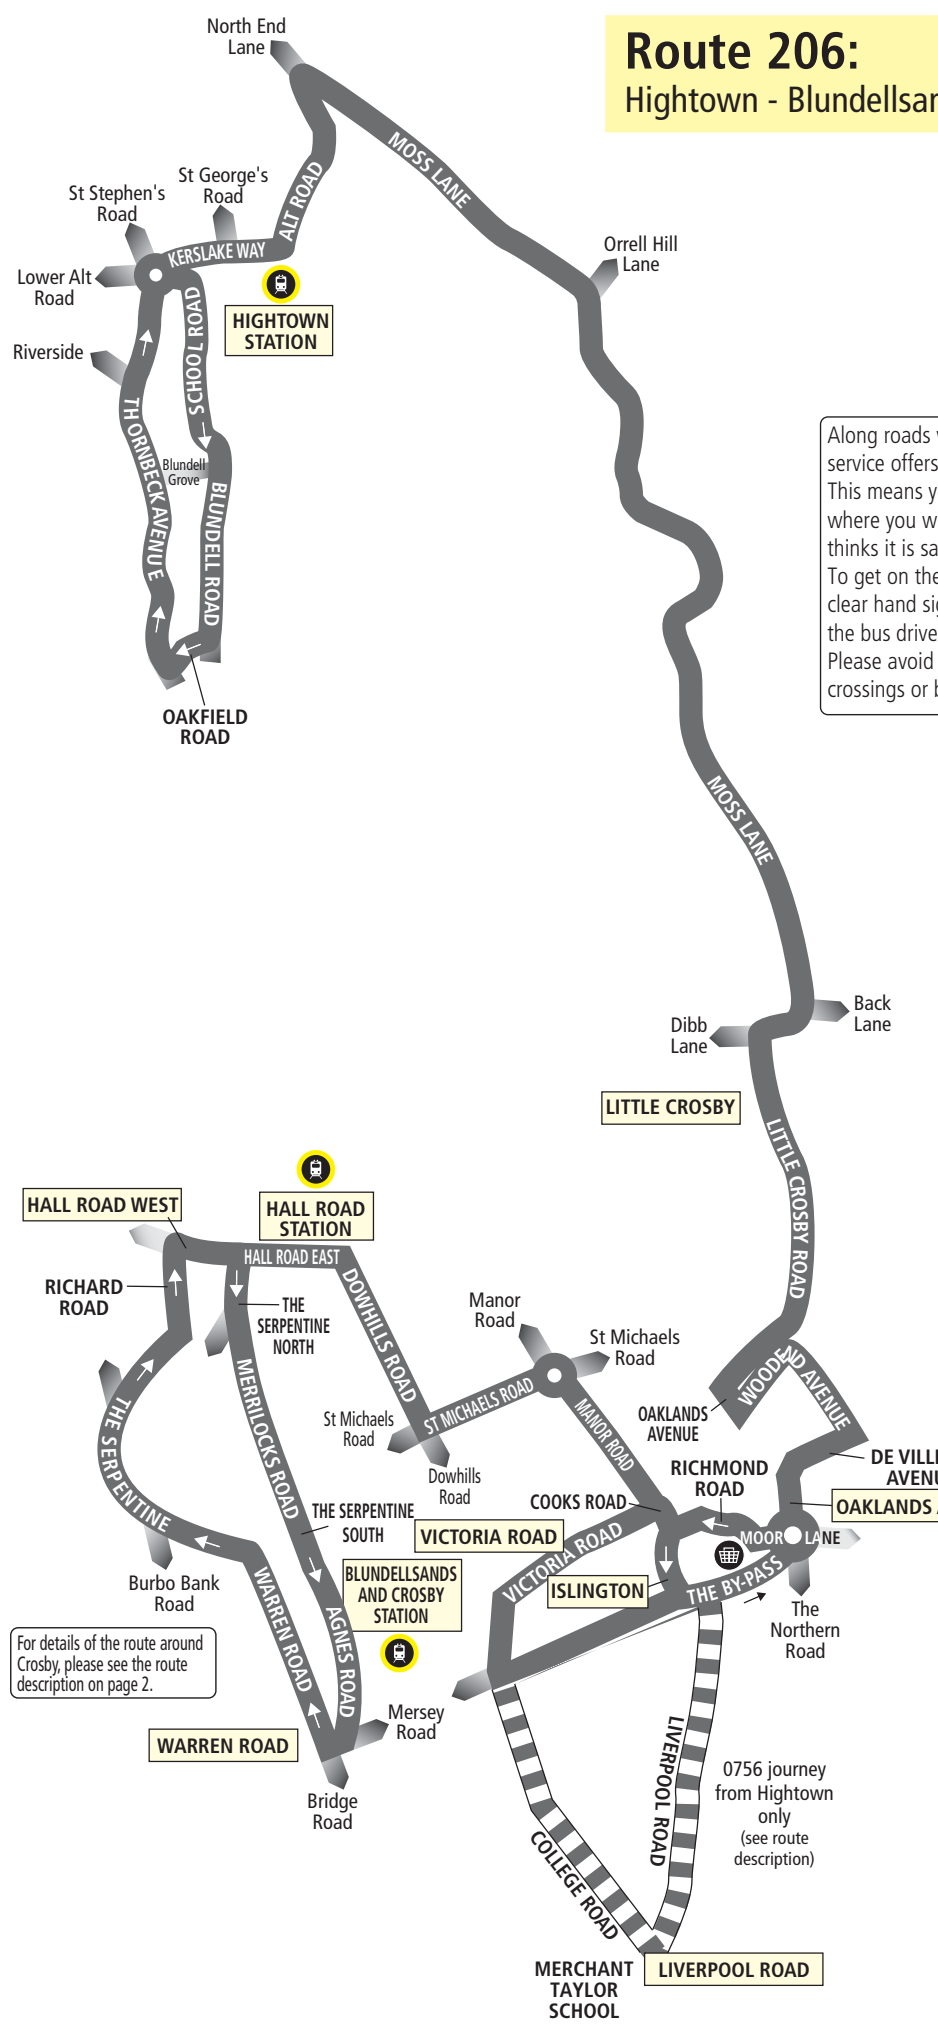 Route 206:
Hightown - Blundellsan
North End
Lane
MOSS LANE
ALT ROAD
St George's
Road
St Stephen's
Road
KERSLAKE WAY
Lower Alt
Road
Orrell Hill
Lane
HIGHTOWN
STATION
SCHOOL ROAD
Riverside
THORNBECK AVENUE
Blundell
Grove
BLUNDELL ROAD
OAKFIELD
ROAD
Along roads
service offers
This means y
where you w
thinks it is sa
To get on the
clear hand sig
the bus drive
Please avoid
crossings or b
MOSS LANE
Back
Lane
Dibb
Lane
LITTLE CROSBY
LITTLE CROSBY ROAD
HALL ROAD WEST
HALL ROAD
STATION
HALL ROAD EAST
RICHARD
ROAD
THE
SERPENTINE
NORTH
DOWHILLS ROAD
Manor
Road
St Michaels
Road
ST MICHAELS ROAD
St Michaels
Road
Dowhills
Road
MANOR ROAD
WOODEND AVENUE
OAKLANDS
AVENUE
DE VILLI
AVENU
OAKLANDS A
RICHMOND
ROAD
COOKS ROAD
MERRILOCKS ROAD
THE SERPENTINE
THE SERPENTINE
SOUTH
VICTORIA ROAD
VICTORIA ROAD
MOOR LANE
ISLINGTON
THE BY-PASS
The
Northern
Road
BLUNDELLSANDS
AND CROSBY
STATION
Burbo Bank
Road
WARREN ROAD
AGNES ROAD
For details of the route around
Crosby, please see the route
description on page 2.
Mersey
Road
WARREN ROAD
Bridge
Road
LIVERPOOL ROAD
COLLEGE ROAD
0756 journey
from Hightown
only
(see route
description)
MERCHANT
TAYLOR
SCHOOL
LIVERPOOL ROAD